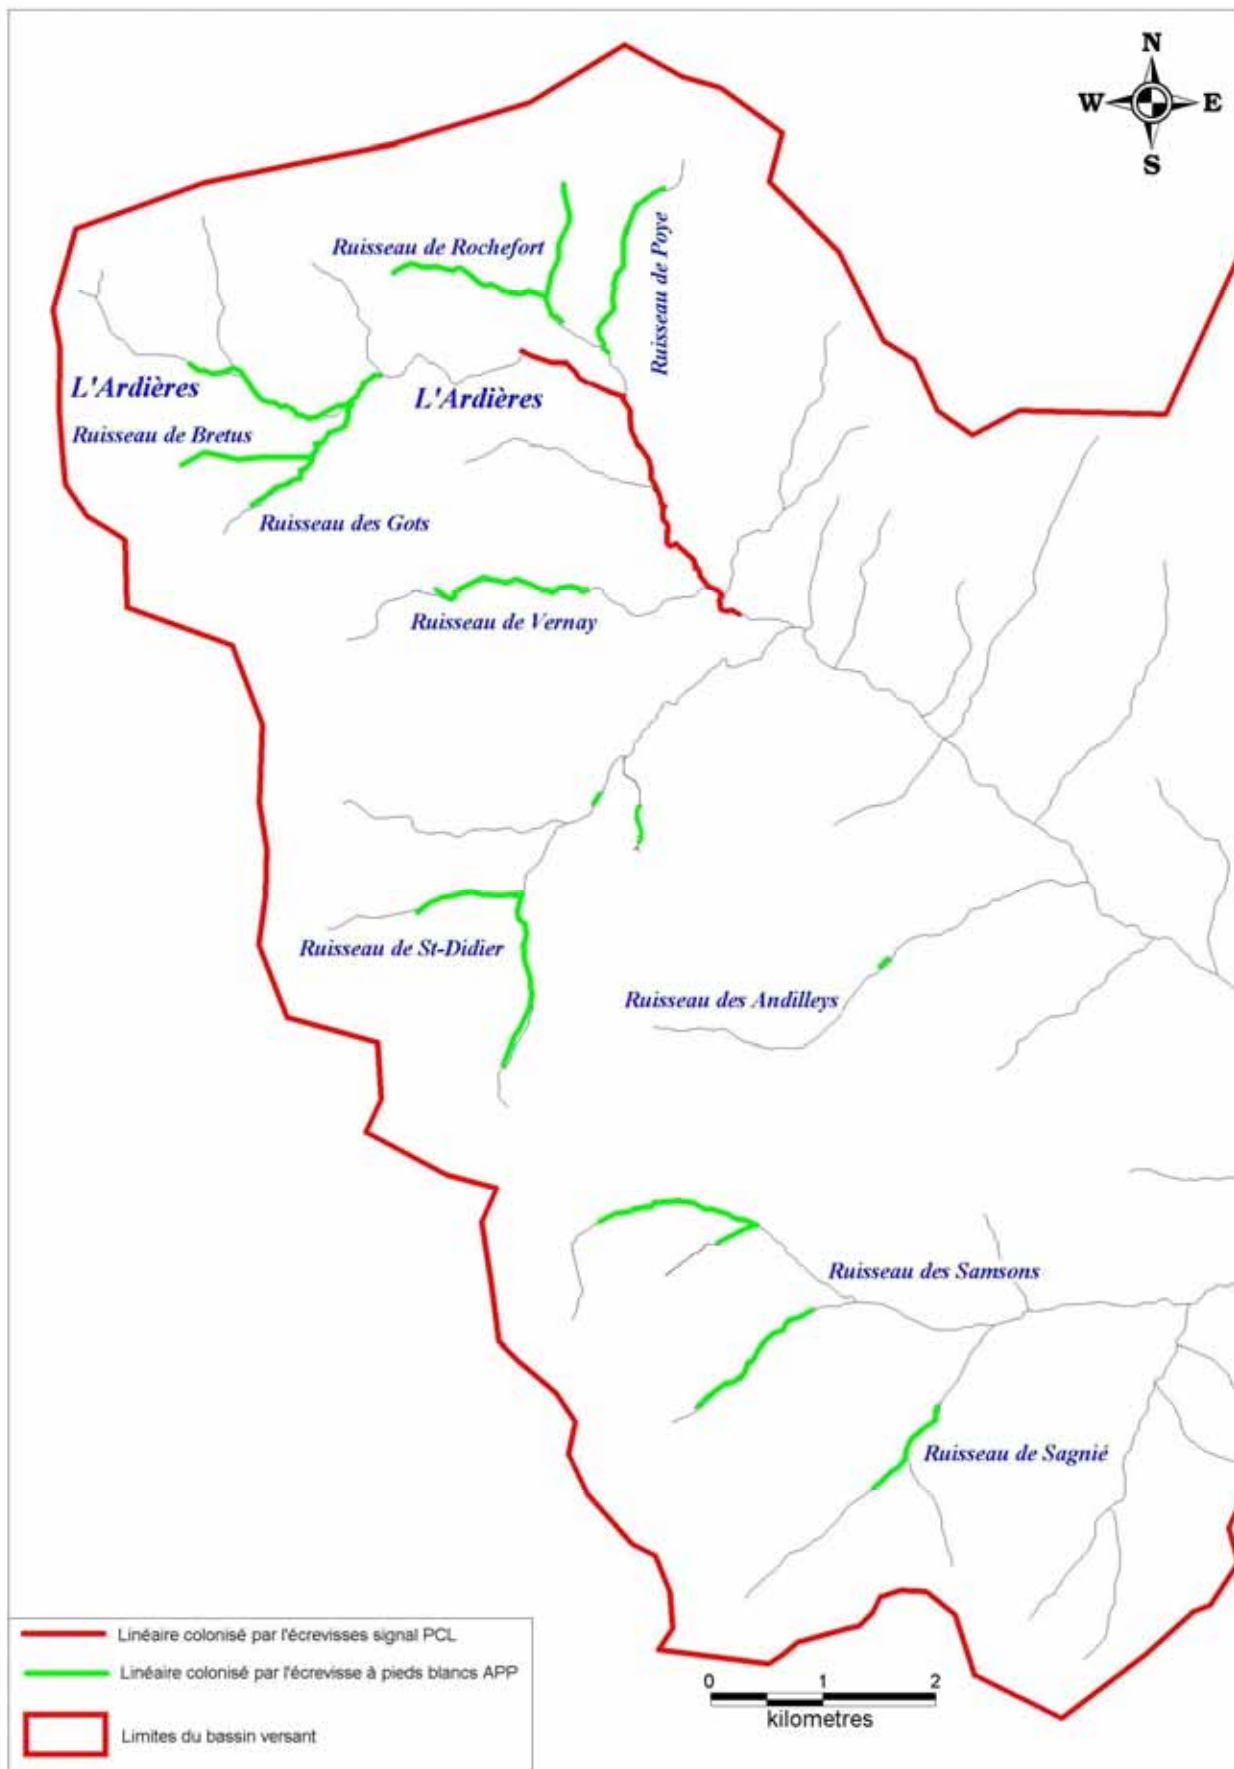 N
W E
S
Ruisseau de Rochefort
Ruisseau de Poye
L'Ardières
L'Ardières
Ruisseau de Bretus
Ruisseau des Gots
Ruisseau de Vernay
Ruisseau de St-Didier
Ruisseau des Andilleys
Ruisseau des Samsons
Ruisseau de Sagnié
Linéaire colonisé par l'écrevisses signal PCL
Linéaire colonisé par l'écrevisse à pieds blancs APP
Limites du bassin versant
0 1 2
kilometres